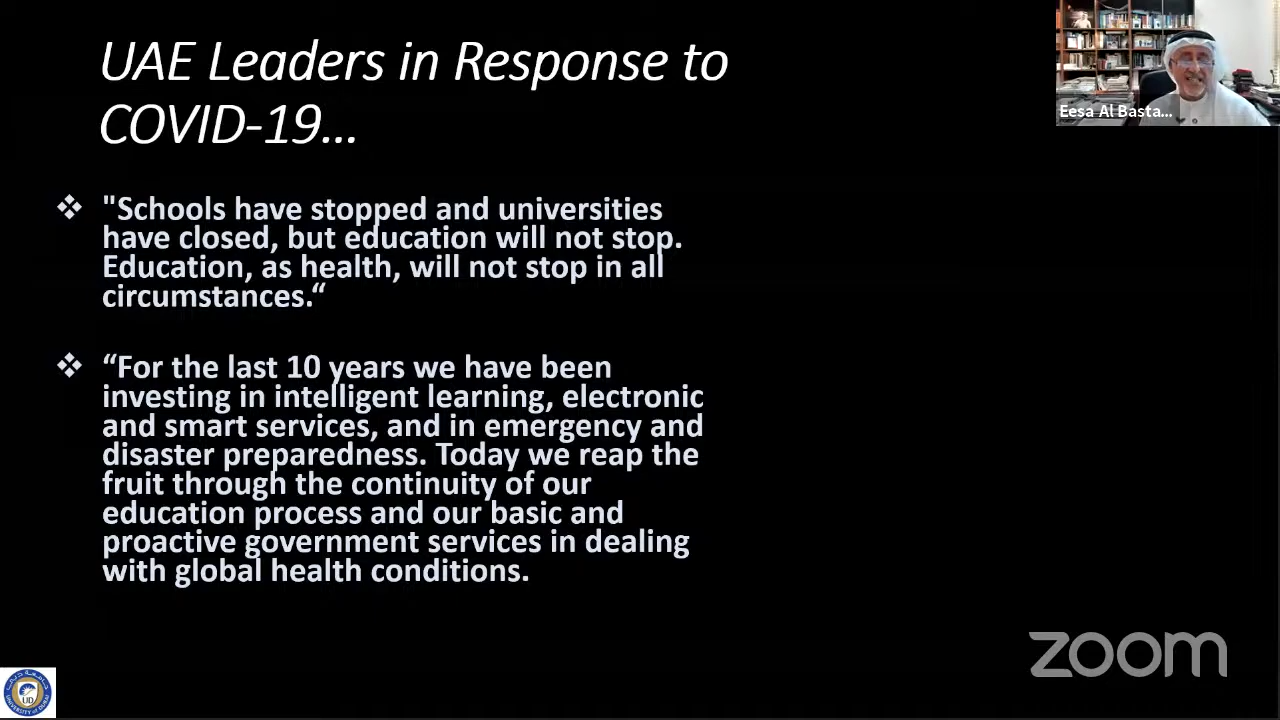 UAE Leaders in Response to
COVID-19...
Eesa Al Basta...
❖ "Schools have stopped and universities
have closed, but education will not stop.
Education, as health, will not stop in all
circumstances.“
❖ “For the last 10 years we have been
investing in intelligent learning, electronic
and smart services, and in emergency and
disaster preparedness. Today we reap the
fruit through the continuity of our
education process and our basic and
proactive government services in dealing
with global health conditions.
zoom
UD
UNIVERSITY of DUBAI